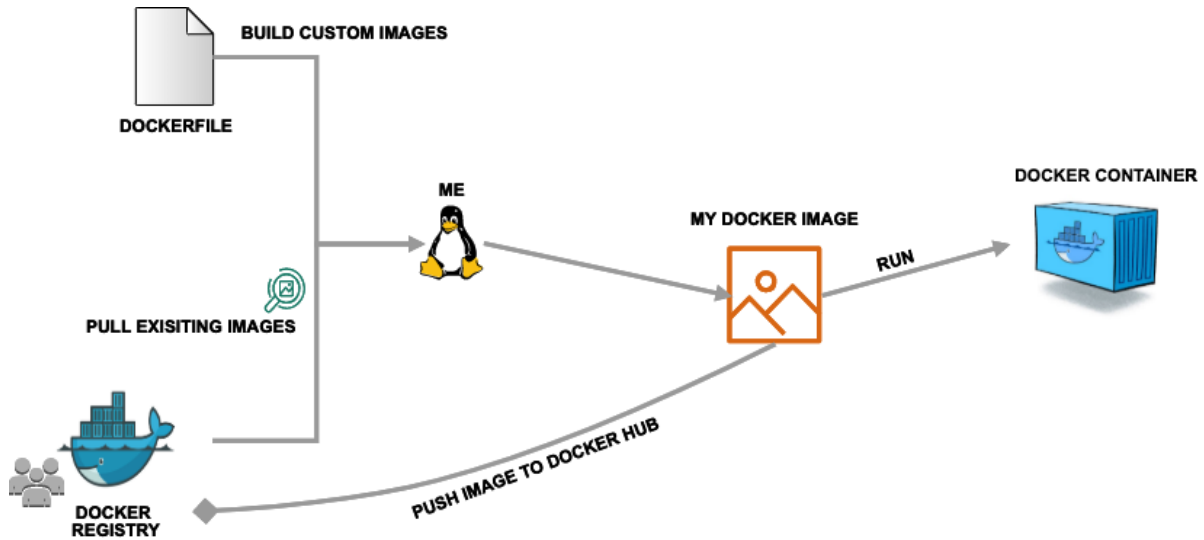 BUILD CUSTOM IMAGES
DOCKERFILE
ME
DOCKER CONTAINER
MY DOCKER IMAGE
RUN
PULL EXISITING IMAGES
PUSH IMAGE TO DOCKER HUB
DOCKER
REGISTRY